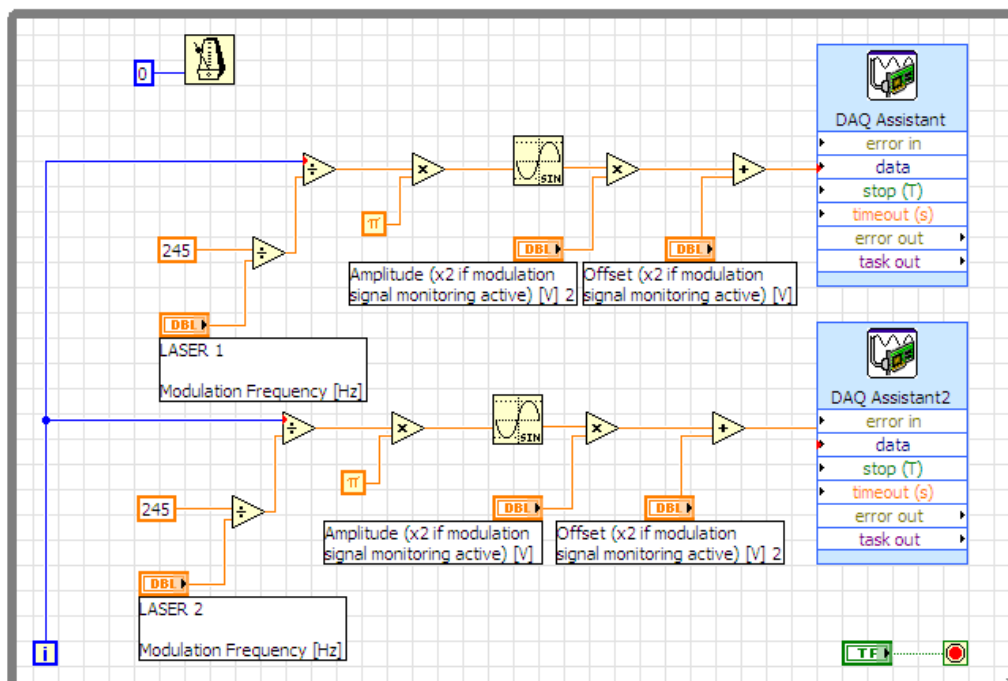 0
DAQ Assistant
error in
data
stop (T)
timeout (s)
error out
task out
÷
×
SIN
×
+
π
245
÷
DBL
DBL
Amplitude (x2 if modulation
signal monitoring active) [V] 2
Offset (x2 if modulation
signal monitoring active) [V]
DBL
LASER 1
Modulation Frequency [Hz]
DAQ Assistant2
error in
data
stop (T)
timeout (s)
error out
task out
÷
×
SIN
×
+
π
245
÷
DBL
DBL
Amplitude (x2 if modulation
signal monitoring active) [V]
Offset (x2 if modulation
signal monitoring active) [V] 2
DBL
LASER 2
Modulation Frequency [Hz]
i
TF